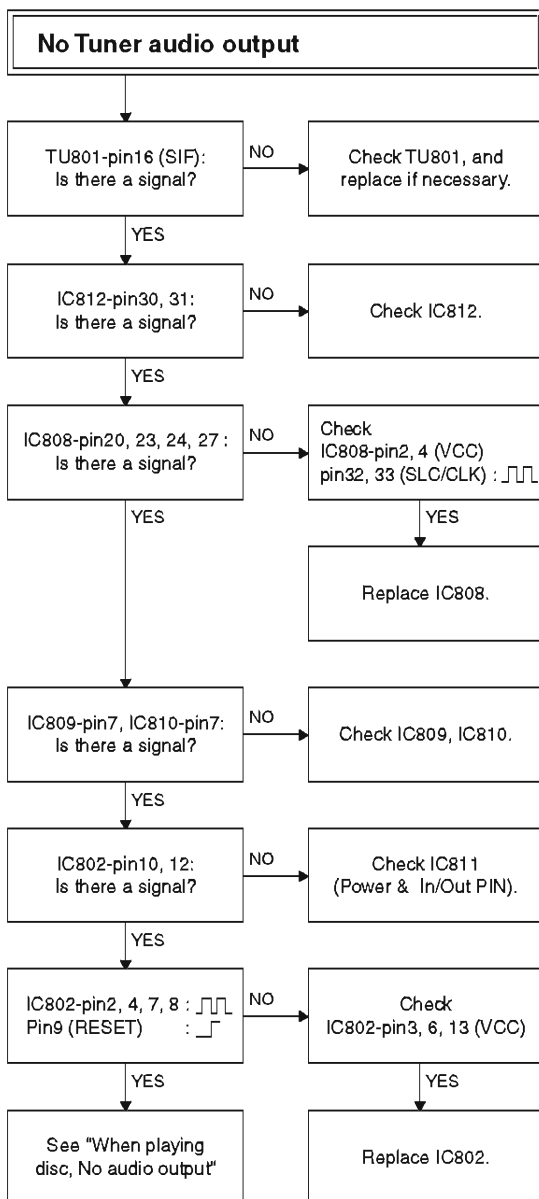 No Tuner audio output
TU801-pin16 (SIF):
Is there a signal?
NO
Check TU801, and
replace if necessary.
YES
IC812-pin30, 31:
Is there a signal?
NO
Check IC812.
YES
IC808-pin20, 23, 24, 27 :
Is there a signal?
NO
Check
IC808-pin2, 4 (VCC)
pin32, 33 (SLC/CLK) :
YES
YES
Replace IC808.
IC809-pin7, IC810-pin7:
Is there a signal?
NO
Check IC809, IC810.
YES
IC802-pin10, 12:
Is there a signal?
NO
Check IC811
(Power & In/Out PIN).
YES
IC802-pin2, 4, 7, 8 :
Pin9 (RESET) :
NO
Check
IC802-pin3, 6, 13 (VCC)
YES
YES
See "When playing
disc, No audio output"
Replace IC802.